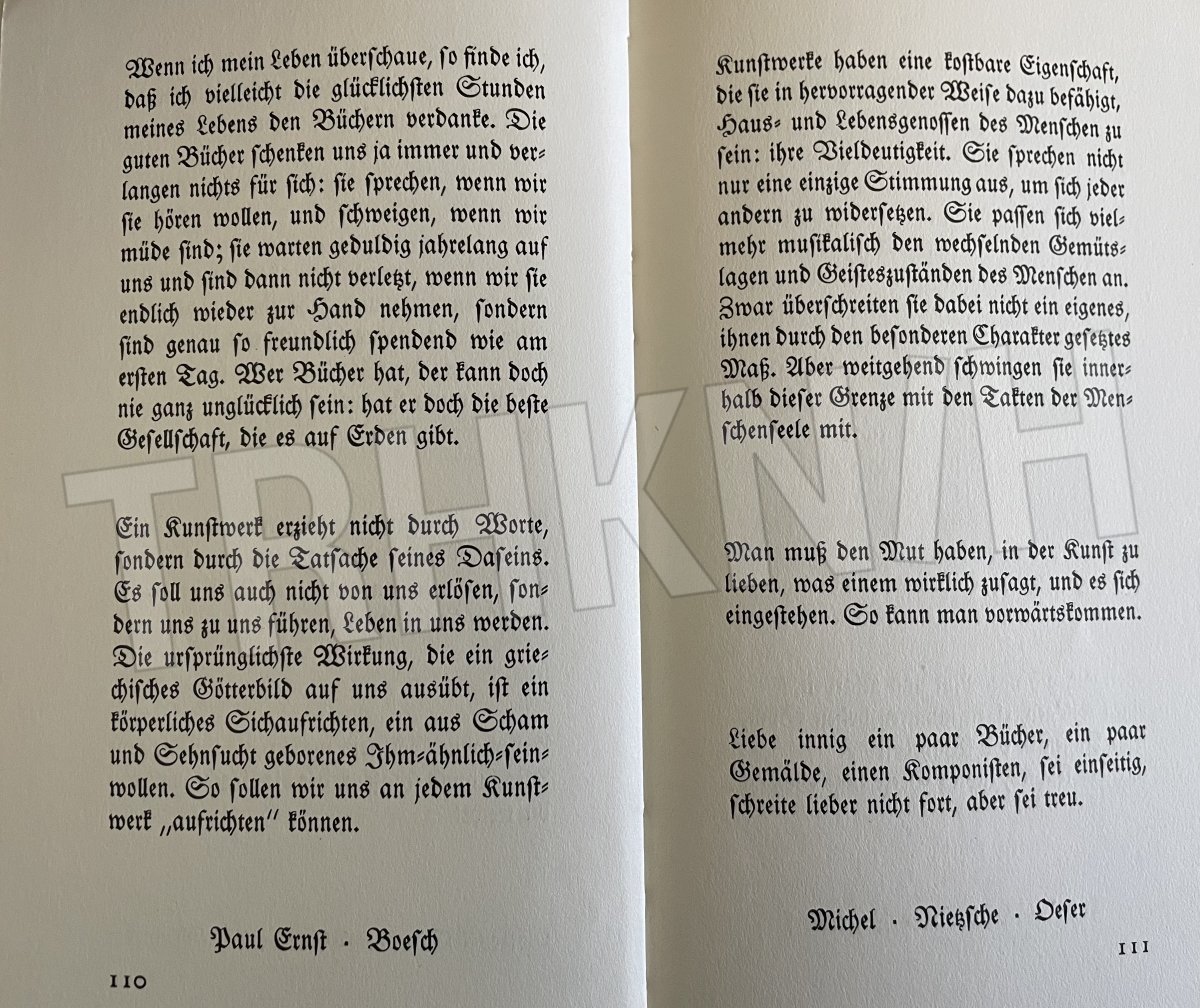 Wenn ich mein Leben überschaue, so finde ich,
daß ich vielleicht die glücklichsten Stunden
meines Lebens den Büchern verdanke. Die
guten Bücher schenken uns ja immer und ver-
langen nichts für sich: sie sprechen, wenn wir
sie hören wollen, und schweigen, wenn wir
müde sind; sie warten geduldig jahrelang auf
uns und sind dann nicht verletzt, wenn wir sie
endlich wieder zur Hand nehmen, sondern
sind genau so freundlich spendend wie am
ersten Tag. Wer Bücher hat, der kann doch
nie ganz unglücklich sein: hat er doch die beste
Gesellschaft, die es auf Erden gibt.
Ein Kunstwerk erzieht nicht durch Worte,
sondern durch die Tatsache seines Daseins.
Es soll uns auch nicht von uns erlösen, son-
dern uns zu uns führen, Leben in uns werden.
Die ursprünglichste Wirkung, die ein grie-
chisches Götterbild auf uns ausübt, ist ein
körperliches Sichaufrichten, ein aus Scham
und Sehnsucht geborenes Ihm-ähnlich-sein-
wollen. So sollen wir uns an jedem Kunst-
werk „aufrichten" können.
Paul Ernst · Boesch
110
Kunstwerke haben eine kostbare Eigenschaft,
die sie in hervorragender Weise dazu befähigt,
Haus- und Lebensgenossen des Menschen zu
sein: ihre Vieldeutigkeit. Sie sprechen nicht
nur eine einzige Stimmung aus, um sich jeder
andern zu widersetzen. Sie passen sich viel-
mehr musikalisch den wechselnden Gemüts-
lagen und Geisteszuständen des Menschen an.
Zwar überschreiten sie dabei nicht ein eigenes,
ihnen durch den besonderen Charakter gesetztes
Maß. Aber weitgehend schwingen sie inner-
halb dieser Grenze mit den Takten der Men-
schenseele mit.
Man muß den Mut haben, in der Kunst zu
lieben, was einem wirklich zusagt, und es sich
eingestehen. So kann man vorwärtskommen.
Liebe innig ein paar Bücher, ein paar
Gemälde, einen Komponisten, sei einseitig,
schreite lieber nicht fort, aber sei treu.
Michel · Nietzsche · Oeser
111